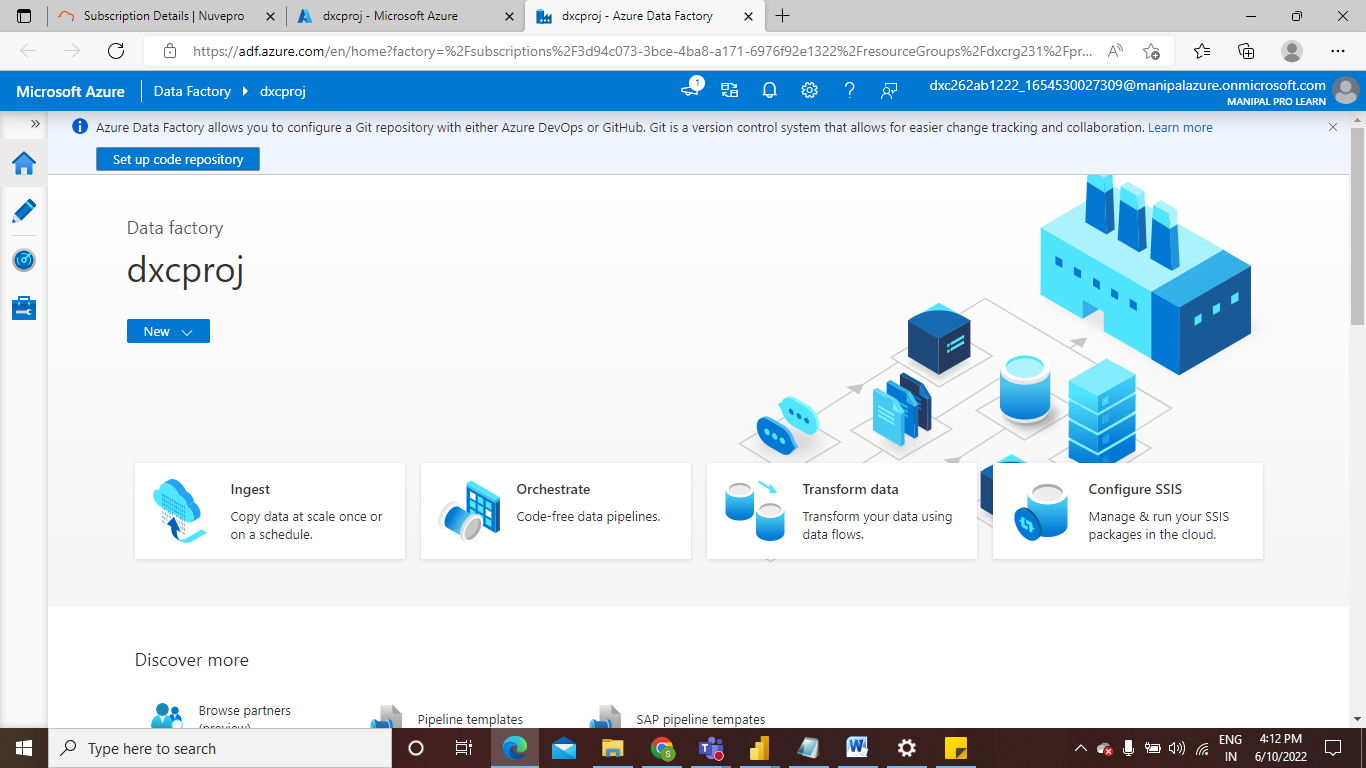 Subscription Details | Nuvepro
dxcproj - Microsoft Azure
dxcproj - Azure Data Factory
https://adf.azure.com/en/home?factory=%2Fsubscriptions%2F3d94c073-3bce-4ba8-a171-6976f92e1322%2FresourceGroups%2Fdxcrg231%2Fpr...
Microsoft Azure
Data Factory
dxcproj
1
dxc262ab1222_1654530027309@manipalazure.onmicrosoft.com
MANIPAL PRO LEARN
Azure Data Factory allows you to configure a Git repository with either Azure DevOps or GitHub. Git is a version control system that allows for easier change tracking and collaboration. Learn more
Set up code repository
Data factory
dxcproj
New
Ingest
Copy data at scale once or
on a schedule.
Orchestrate
Code-free data pipelines.
Transform data
Transform your data using
data flows.
Configure SSIS
Manage & run your SSIS
packages in the cloud.
Discover more
Browse partners
(preview)
Pipeline templates
SAP pipeline tempates
Type here to search
ENG
IN
4:12 PM
6/10/2022